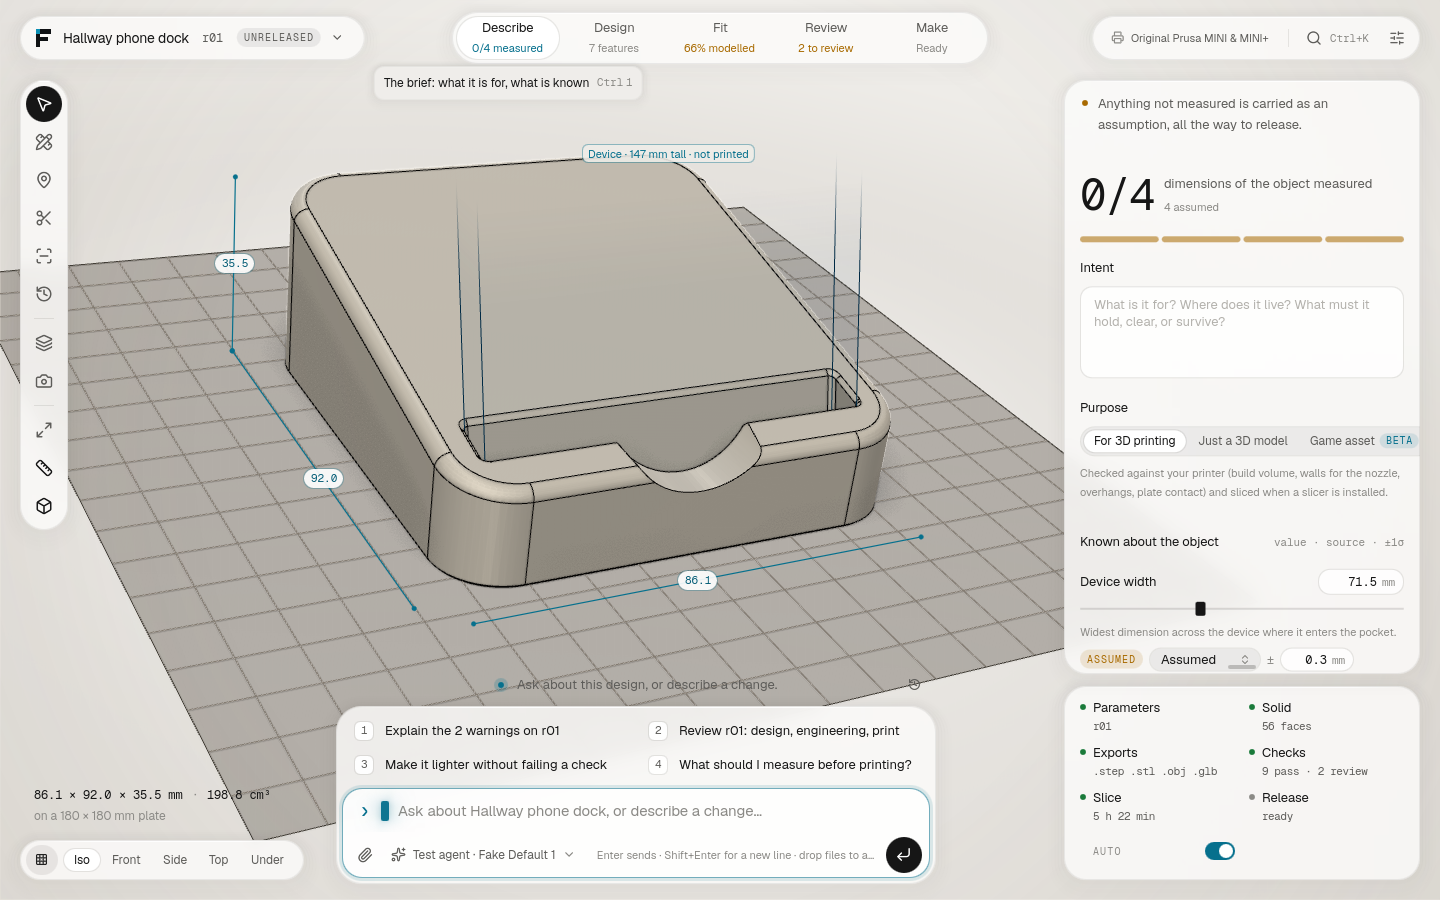 Hallway phone dock r01 UNRELEASED
Describe
0/4 measured
Design
7 features
Fit
66% modelled
Review
2 to review
Make
Ready
Original Prusa MINI & MINI+
Ctrl+K
The brief: what it is for, what is known Ctrl 1
Device · 147 mm tall · not printed
35.5
92.0
86.1
Anything not measured is carried as an
assumption, all the way to release.
0/4
dimensions of the object measured
4 assumed
Intent
What is it for? Where does it live? What must it
hold, clear, or survive?
Purpose
For 3D printing Just a 3D model Game asset BETA
Checked against your printer (build volume, walls for the nozzle,
overhangs, plate contact) and sliced when a slicer is installed.
Known about the object value · source · ±1σ
Device width 71.5 mm
Widest dimension across the device where it enters the pocket.
ASSUMED Assumed ± 0.3 mm
Ask about this design, or describe a change.
1 Explain the 2 warnings on r01
2 Review r01: design, engineering, print
3 Make it lighter without failing a check
4 What should I measure before printing?
› Ask about Hallway phone dock, or describe a change…
Test agent · Fake Default 1
Enter sends · Shift+Enter for a new line · drop files to a…
86.1 × 92.0 × 35.5 mm · 198.8 cm³
on a 180 × 180 mm plate
Iso Front Side Top Under
Parameters
r01
Solid
56 faces
Exports
.step .stl .obj .glb
Checks
9 pass · 2 review
Slice
5 h 22 min
Release
ready
AUTO